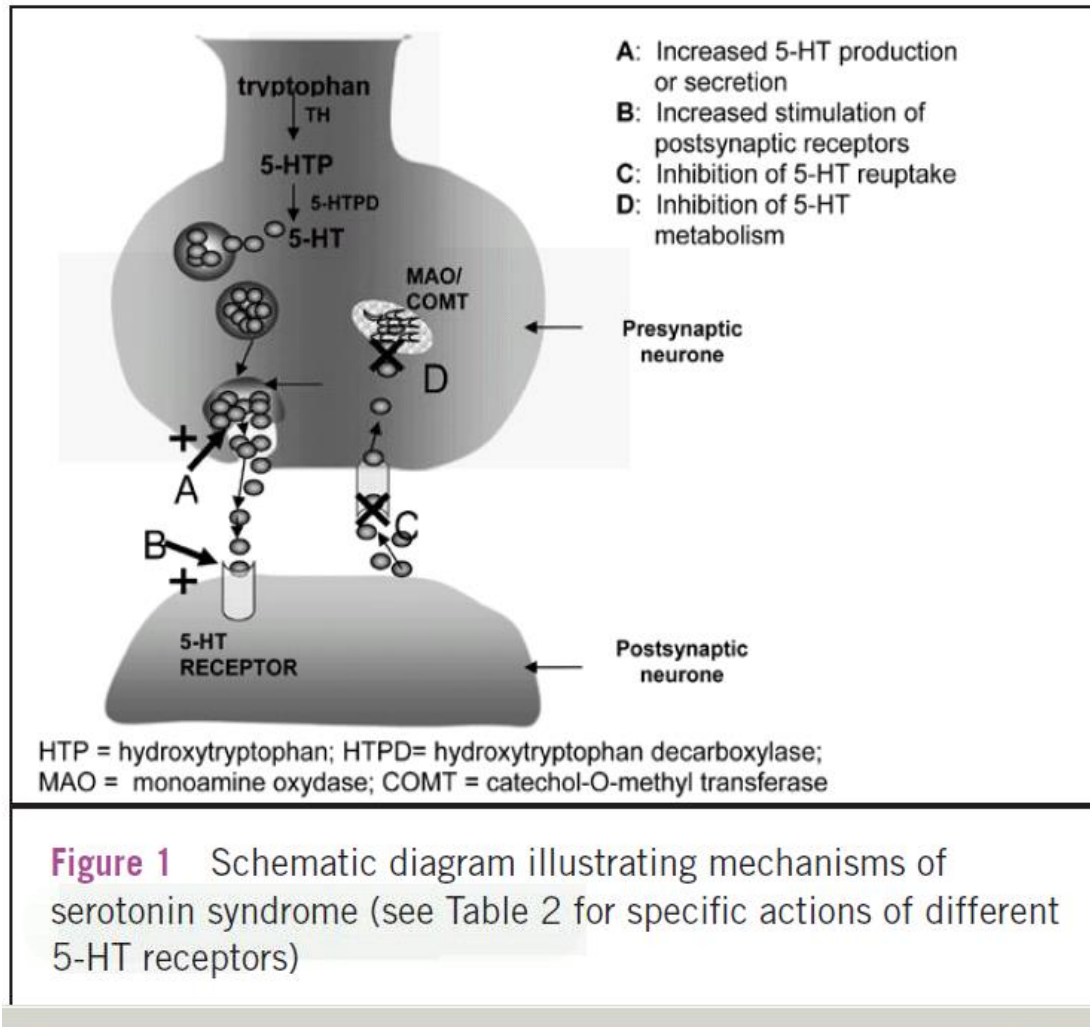 tryptophan
TH
5-HTP
5-HTPD
5-HT
MAO/
COMT
D
+
A
C
B
+
5-HT
RECEPTOR
A: Increased 5-HT production
or secretion
B: Increased stimulation of
postsynaptic receptors
C: Inhibition of 5-HT reuptake
D: Inhibition of 5-HT
metabolism
Presynaptic
neurone
Postsynaptic
neurone
HTP = hydroxytryptophan; HTPD= hydroxytryptophan decarboxylase;
MAO = monoamine oxydase; COMT = catechol-O-methyl transferase
Figure 1 Schematic diagram illustrating mechanisms of
serotonin syndrome (see Table 2 for specific actions of different
5-HT receptors)